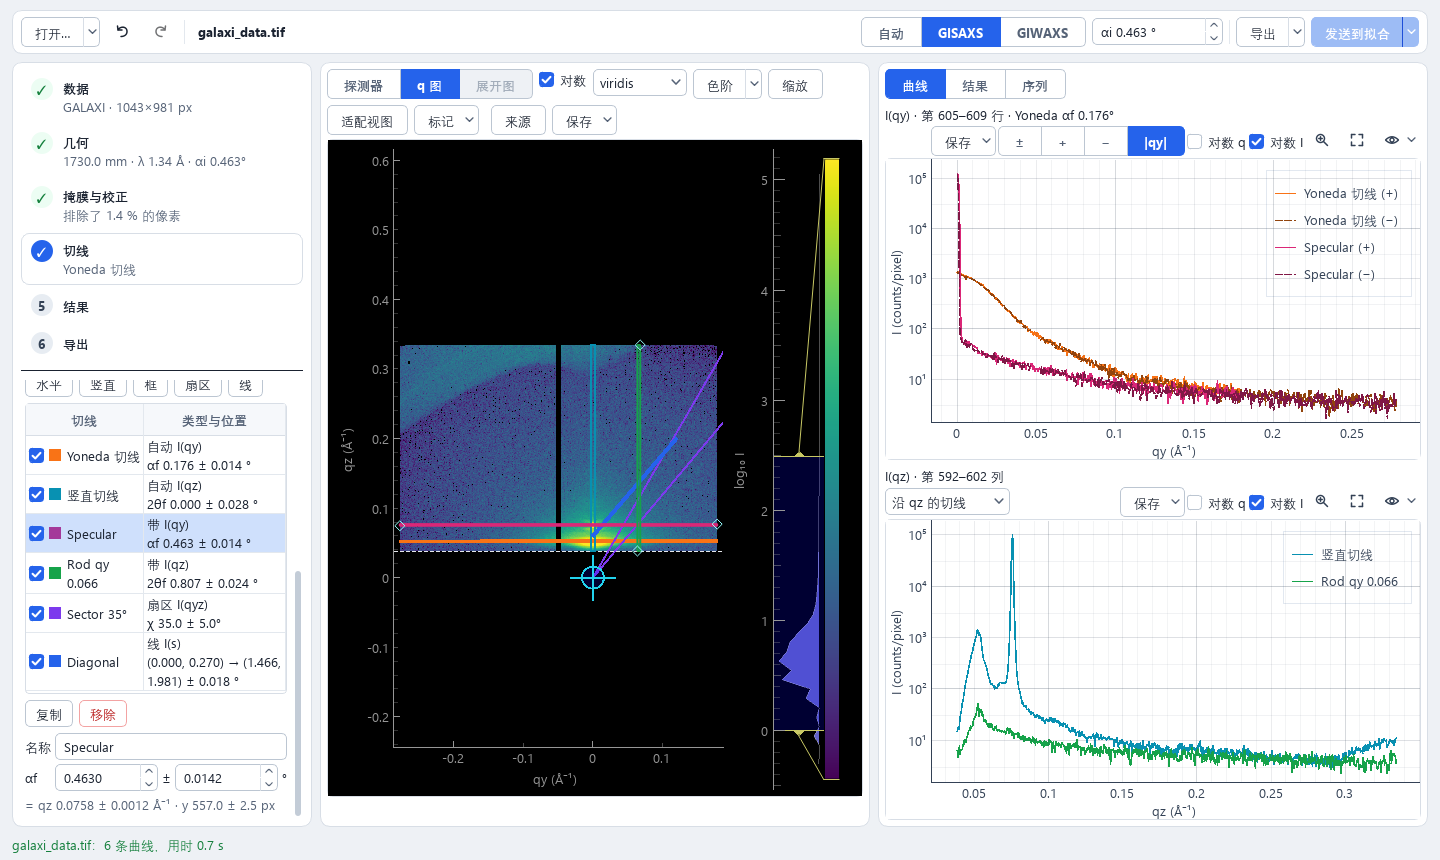 打开...
galaxi_data.tif
自动 GISAXS GIWAXS
αi 0.463 °
导出
发送到拟合
✓ 数据
GALAXI · 1043×981 px
✓ 几何
1730.0 mm · λ 1.34 Å · αi 0.463°
✓ 掩膜与校正
排除了 1.4 % 的像素
✓ 切线
Yoneda 切线
5 结果
6 导出
水平 竖直 框 扇区 线
切线 类型与位置
Yoneda 切线 自动 I(qy)
αf 0.176 ± 0.014 °
竖直切线 自动 I(qz)
2θf 0.000 ± 0.028 °
Specular 带 I(qy)
αf 0.463 ± 0.014 °
Rod qy 0.066 带 I(qz)
2θf 0.807 ± 0.024 °
Sector 35° 扇区 I(qyz)
χ 35.0 ± 5.0°
Diagonal 线 I(s)
(0.000, 0.270) → (1.466,
1.981) ± 0.018 °
复制 移除
名称 Specular
αf 0.4630 ± 0.0142 °
= qz 0.0758 ± 0.0012 Å⁻¹ · y 557.0 ± 2.5 px
galaxi_data.tif: 6 条曲线，用时 0.7 s
探测器 q 图 展开图 对数 viridis 色阶 缩放
适配视图 标记 来源 保存
0.6
0.5
0.4
0.3
0.2
0.1
0
-0.1
-0.2
qz (Å⁻¹)
-0.2 -0.1 0 0.1
qy (Å⁻¹)
5
4
3
2
1
0
log₁₀ I
曲线 结果 序列
I(qy) · 第 605–609 行 · Yoneda αf 0.176°
保存 ± + − |qy| 对数 q 对数 I
10⁵
10⁴
10³
10²
10¹
I (counts/pixel)
Yoneda 切线 (+)
Yoneda 切线 (−)
Specular (+)
Specular (−)
0 0.05 0.1 0.15 0.2 0.25
qy (Å⁻¹)
I(qz) · 第 592–602 列
沿 qz 的切线 保存 对数 q 对数 I
10⁵
10⁴
10³
10²
10¹
I (counts/pixel)
竖直切线
Rod qy 0.066
0.05 0.1 0.15 0.2 0.25 0.3
qz (Å⁻¹)